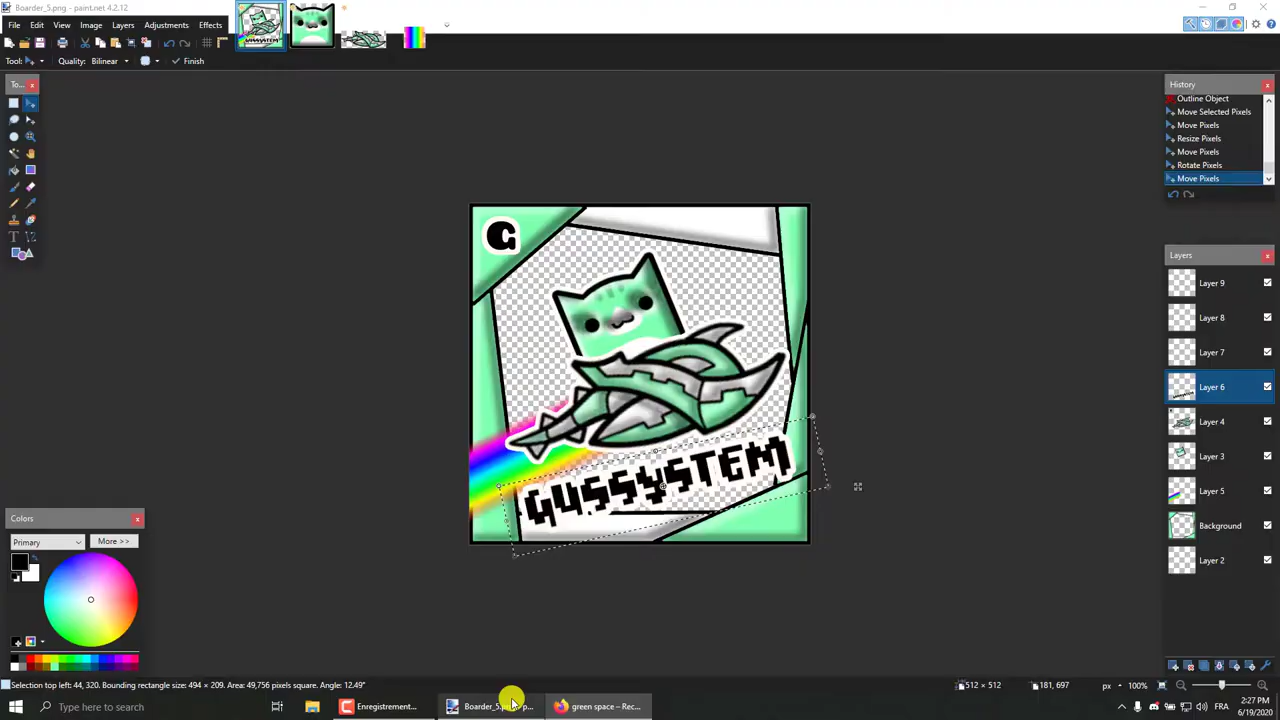 Boarder_5.png - paint.net 4.2.12
File Edit View Image Layers Adjustments Effects
Tool: Quality: Bilinear Finish
To...
History
Outline Object
Move Selected Pixels
Move Pixels
Resize Pixels
Move Pixels
Rotate Pixels
Move Pixels
G
GUSSYSTEM
Layers
Layer 9
Layer 8
Layer 7
Layer 6
Layer 4
Layer 3
Layer 5
Background
Layer 2
Colors
Primary More >>
Selection top left: 44, 320. Bounding rectangle size: 494 × 209. Area: 49,756 pixels square. Angle: 12.49° 512 × 512 697, 697 px 100%
Type here to search
Enregistrement...
Boarder_5.png
green space – Rec...
2:27 PM
6/19/2020